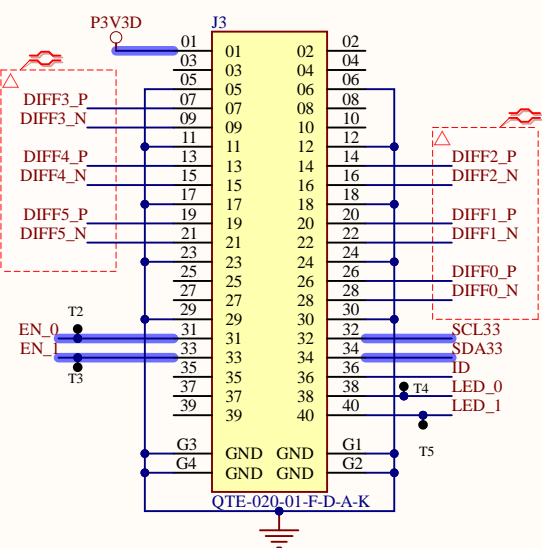 P3V3D J3
01 01 02 02
03 03 04 04
05 05 06 06
DIFF3_P 07 07 08 08
DIFF3_N 09 09 10 10
11 11 12 12
DIFF4_P 13 13 14 14 DIFF2_P
DIFF4_N 15 15 16 16 DIFF2_N
17 17 18 18
DIFF5_P 19 19 20 20 DIFF1_P
DIFF5_N 21 21 22 22 DIFF1_N
23 23 24 24
25 25 26 26 DIFF0_P
27 27 28 28 DIFF0_N
T2 29 29 30 30
EN_0 31 31 32 32 SCL33
EN_1 33 33 34 34 SDA33
T3 35 35 36 36 ID
37 37 38 38 T4 LED_0
39 39 40 40 LED_1
T5
G3 GND GND G1
G4 GND GND G2
QTE-020-01-F-D-A-K